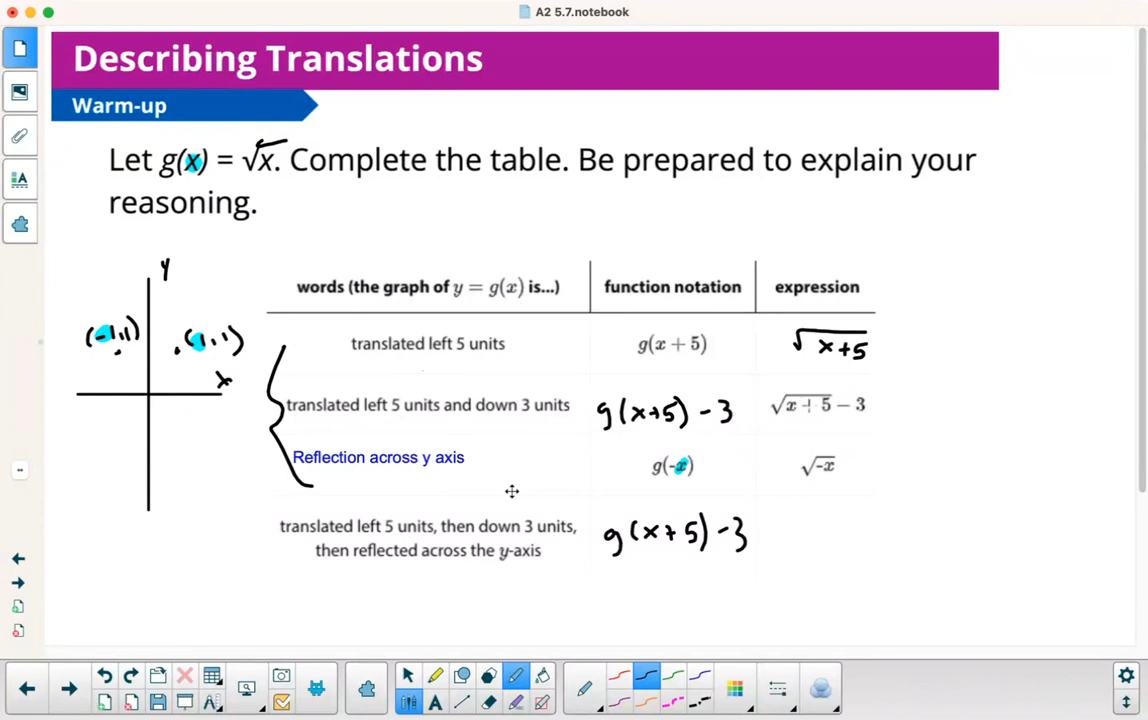 A2 5.7.notebook
Describing Translations
Warm-up
Let g(x) = √x. Complete the table. Be prepared to explain your
reasoning.
y
(-1,1) (1,1)
x
words (the graph of y = g(x) is...) function notation expression
translated left 5 units g(x + 5) √x+5
translated left 5 units and down 3 units g(x+5) -3 √x + 5 − 3
Reflection across y axis g(-x) √-x
translated left 5 units, then down 3 units, g(x+5) -3
then reflected across the y-axis